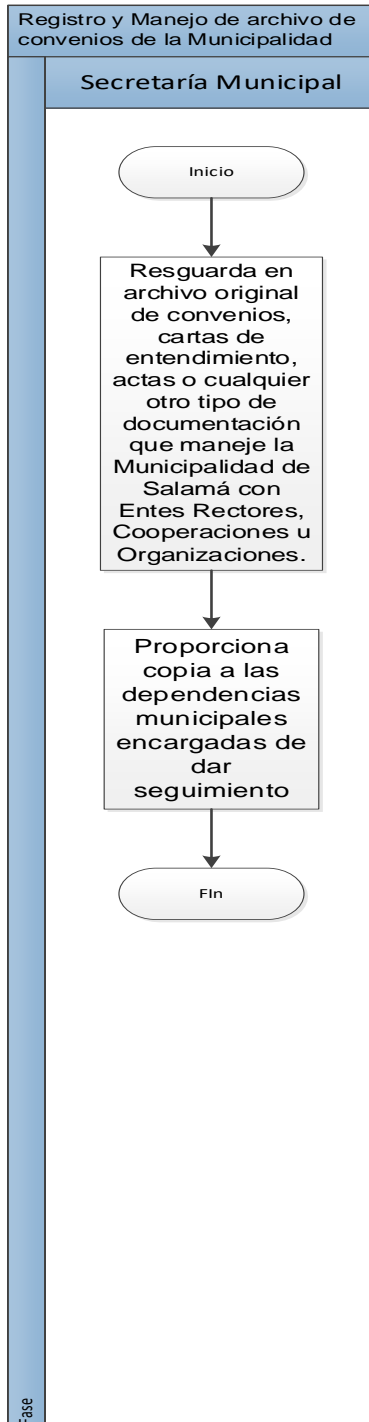 Registro y Manejo de archivo de
convenios de la Municipalidad
Secretaría Municipal
Inicio
Resguarda en
archivo original
de convenios,
cartas de
entendimiento,
actas o cualquier
otro tipo de
documentación
que maneje la
Municipalidad de
Salamá con
Entes Rectores,
Cooperaciones u
Organizaciones.
Proporciona
copia a las
dependencias
municipales
encargadas de
dar
seguimiento
FIn
Fase